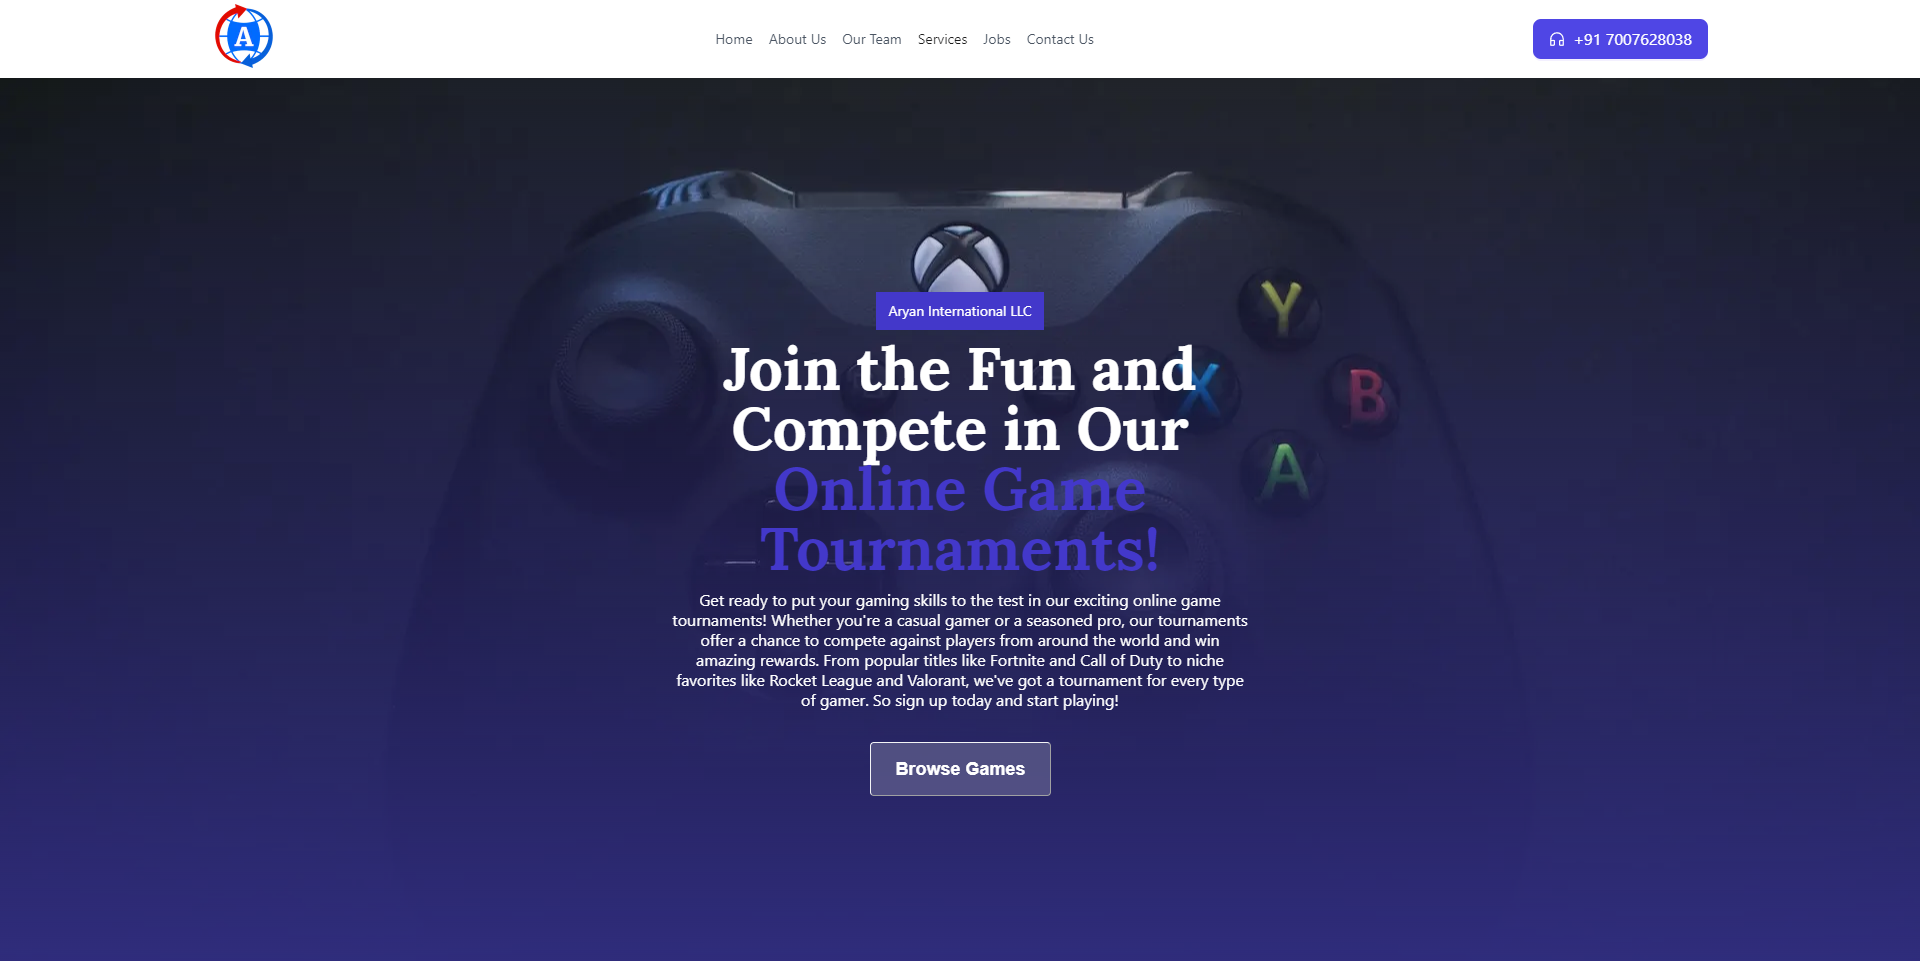 A
Home About Us Our Team Services Jobs Contact Us
+91 7007628038
Aryan International LLC
Join the Fun and
Compete in Our
Online Game
Tournaments!
Y
X
B
A
Get ready to put your gaming skills to the test in our exciting online game
tournaments! Whether you're a casual gamer or a seasoned pro, our tournaments
offer a chance to compete against players from around the world and win
amazing rewards. From popular titles like Fortnite and Call of Duty to niche
favorites like Rocket League and Valorant, we've got a tournament for every type
of gamer. So sign up today and start playing!
Browse Games